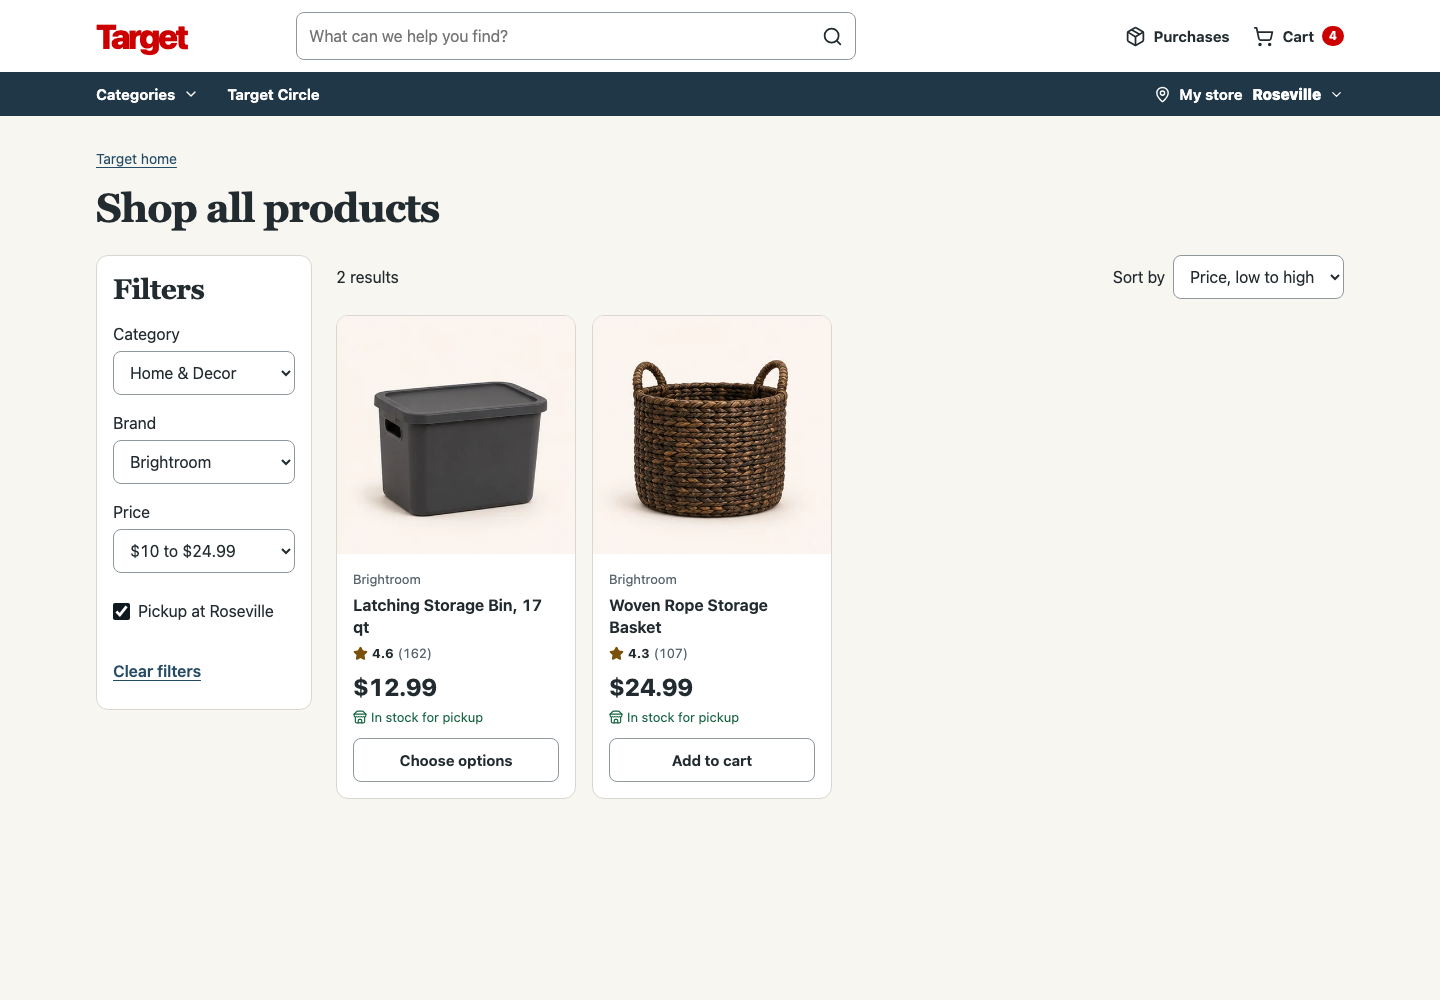 Target
What can we help you find?
Purchases
Cart 4
Categories
Target Circle
My store Roseville
Target home
Shop all products
Filters
Category
Home & Decor
Brand
Brightroom
Price
$10 to $24.99
Pickup at Roseville
Clear filters
2 results
Sort by Price, low to high
Brightroom
Latching Storage Bin, 17
qt
4.6 (162)
$12.99
In stock for pickup
Choose options
Brightroom
Woven Rope Storage
Basket
4.3 (107)
$24.99
In stock for pickup
Add to cart